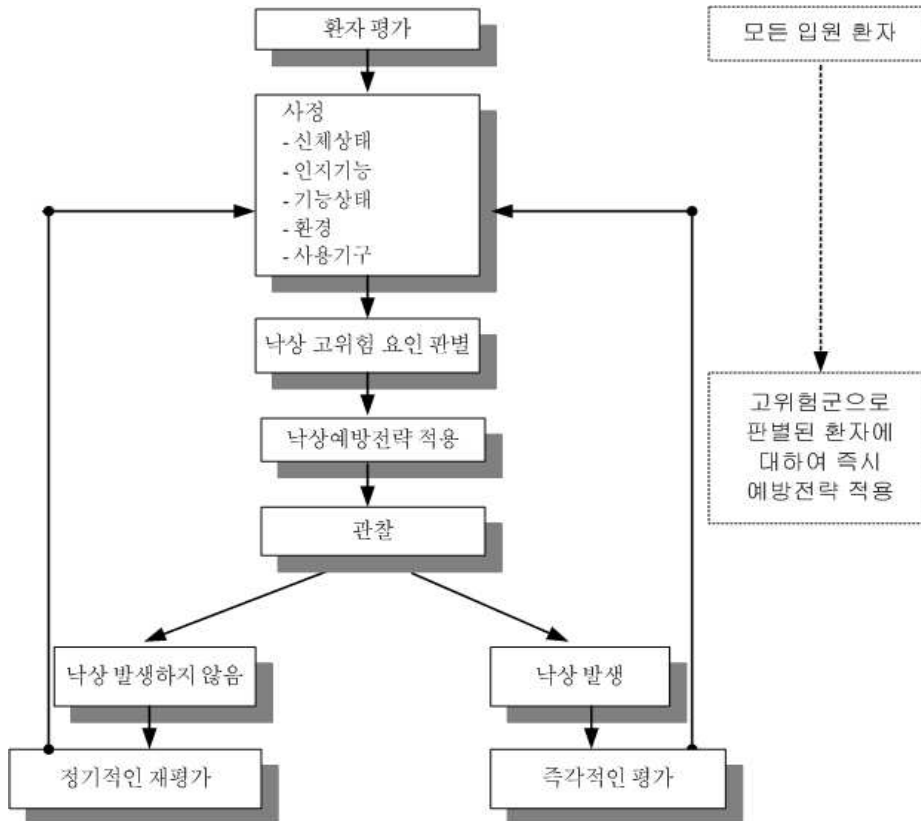 환자 평가
사정
- 신체상태
- 인지기능
- 기능상태
- 환경
- 사용기구
낙상 고위험 요인 판별
낙상예방전략 적용
관찰
낙상 발생하지 않음
낙상 발생
정기적인 재평가
즉각적인 평가
모든 입원 환자
고위험군으로
판별된 환자에
대하여 즉시
예방전략 적용